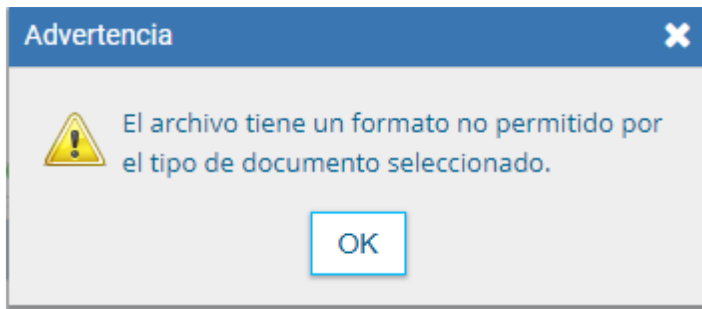 Advertencia
El archivo tiene un formato no permitido por
el tipo de documento seleccionado.
OK